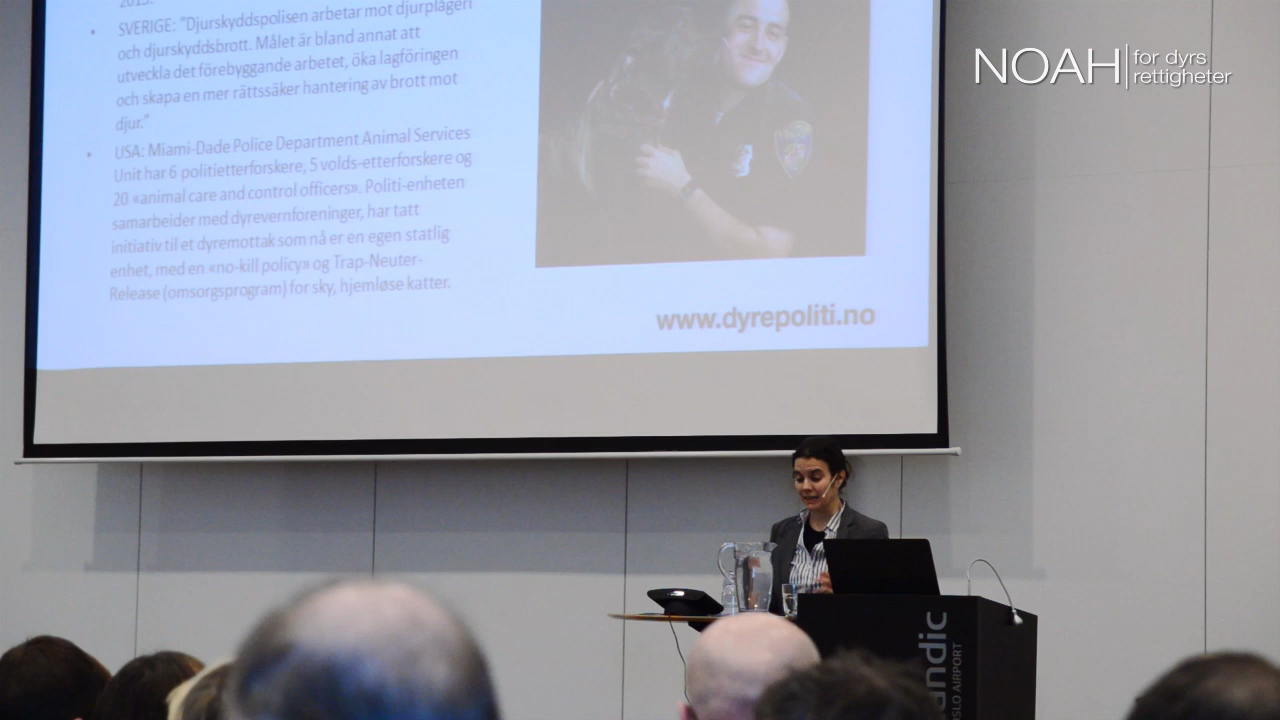 2015.
• SVERIGE: "Djurskyddspolisen arbetar mot djurplågeri
och djurskyddsbrott. Målet är bland annat att
utveckla det förebyggande arbetet, öka lagföringen
och skapa en mer rättssäker hantering av brott mot
djur."
• USA: Miami-Dade Police Department Animal Services
Unit har 6 politietterforskere, 5 volds-etterforskere og
20 «animal care and control officers». Politi-enheten
samarbeider med dyrevernforeninger, har tatt
initiativ til et dyremottak som nå er en egen statlig
enhet, med en «no-kill policy» og Trap-Neuter-
Release (omsorgsprogram) for sky, hjemløse katter.
www.dyrepoliti.no
NOAH for dyrs
rettigheter
andic
OSLO AIRPORT